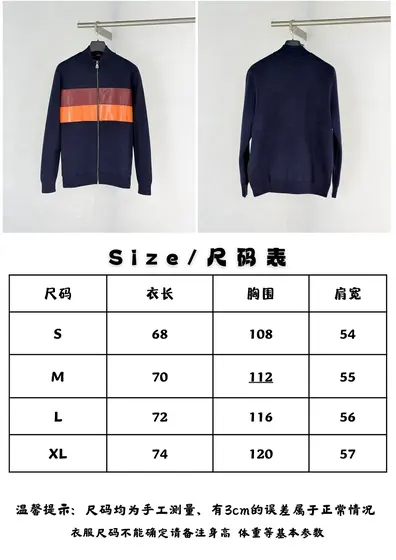 Size/尺码表
尺码 衣长 胸围 肩宽
S 68 108 54
M 70 112 55
L 72 116 56
XL 74 120 57
温馨提示：尺码均为手工测量、有3cm的误差属于正常情况
衣服尺码不能确定请备注身高 体重等基本参数